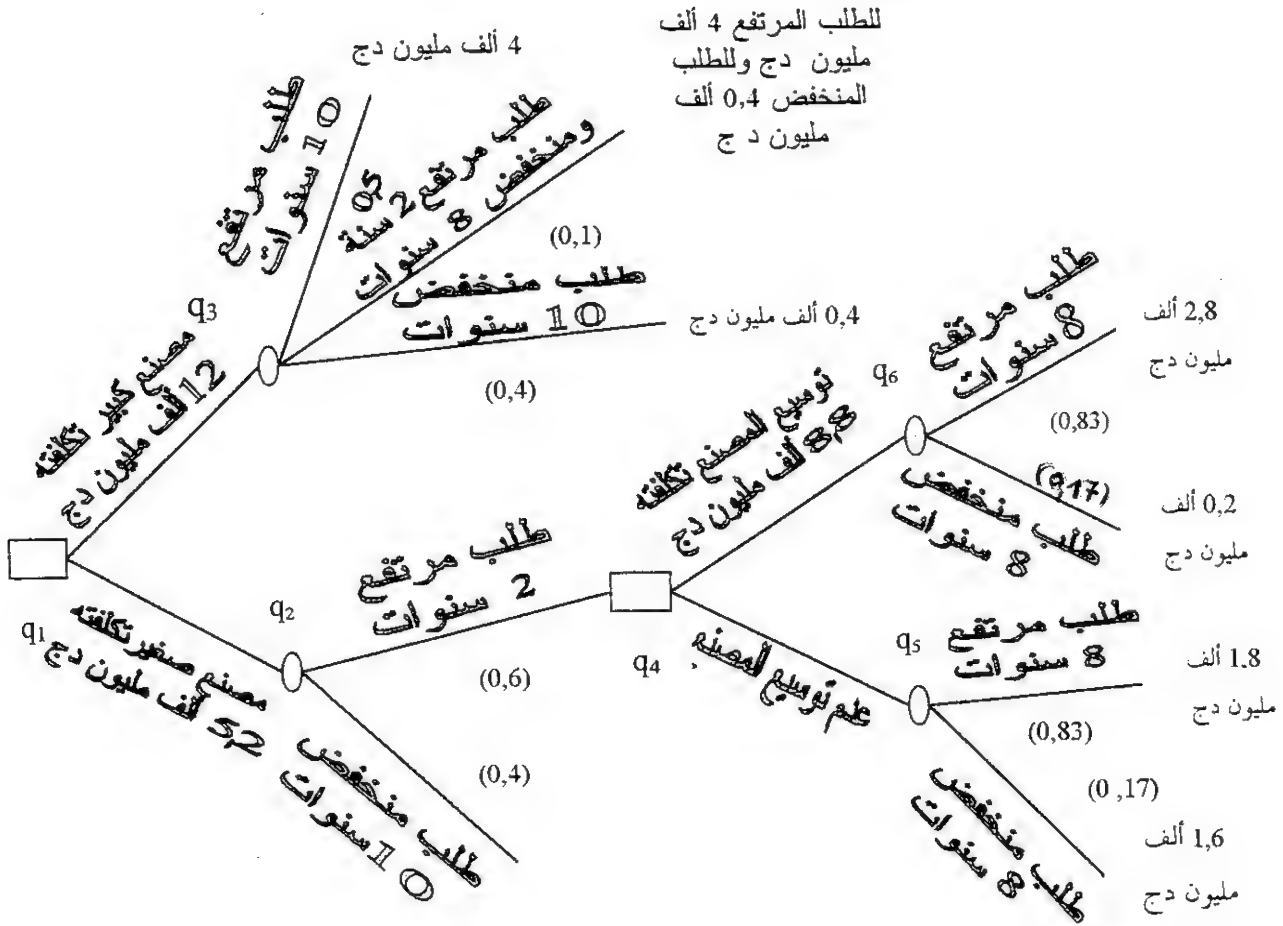 للطلب المرتفع 4 ألف
مليون دج وللطلب
المنخفض 0,4 ألف
مليون د ج
4 ألف مليون دج
طلب مرتفع
10 سنوات
طلب مرتفع 2 سنة
ومنخفض 8 سنوات
0,5
(0,1)
طلب منخفض
10 سنوات
0,4 ألف مليون دج
(0,4)
q3
مصنع كبير تكلفته
12 ألف مليون دج
q1
مصنع صغير تكلفته
5,2 ألف مليون دج
q2
طلب مرتفع
2 سنوات
(0,6)
(0,4)
طلب منخفض
10 سنوات
توسيع المصنع تكلفته
8,8 ألف مليون دج
q4
عدم توسيع المصنع
q6
طلب مرتفع
8 سنوات
2,8 ألف
مليون دج
(0,83)
(0,17)
طلب منخفض
8 سنوات
0,2 ألف
مليون دج
q5
طلب مرتفع
8 سنوات
1.8 ألف
مليون دج
(0,83)
(0 ,17)
طلب منخفض
8 سنوات
1,6 ألف
مليون دج